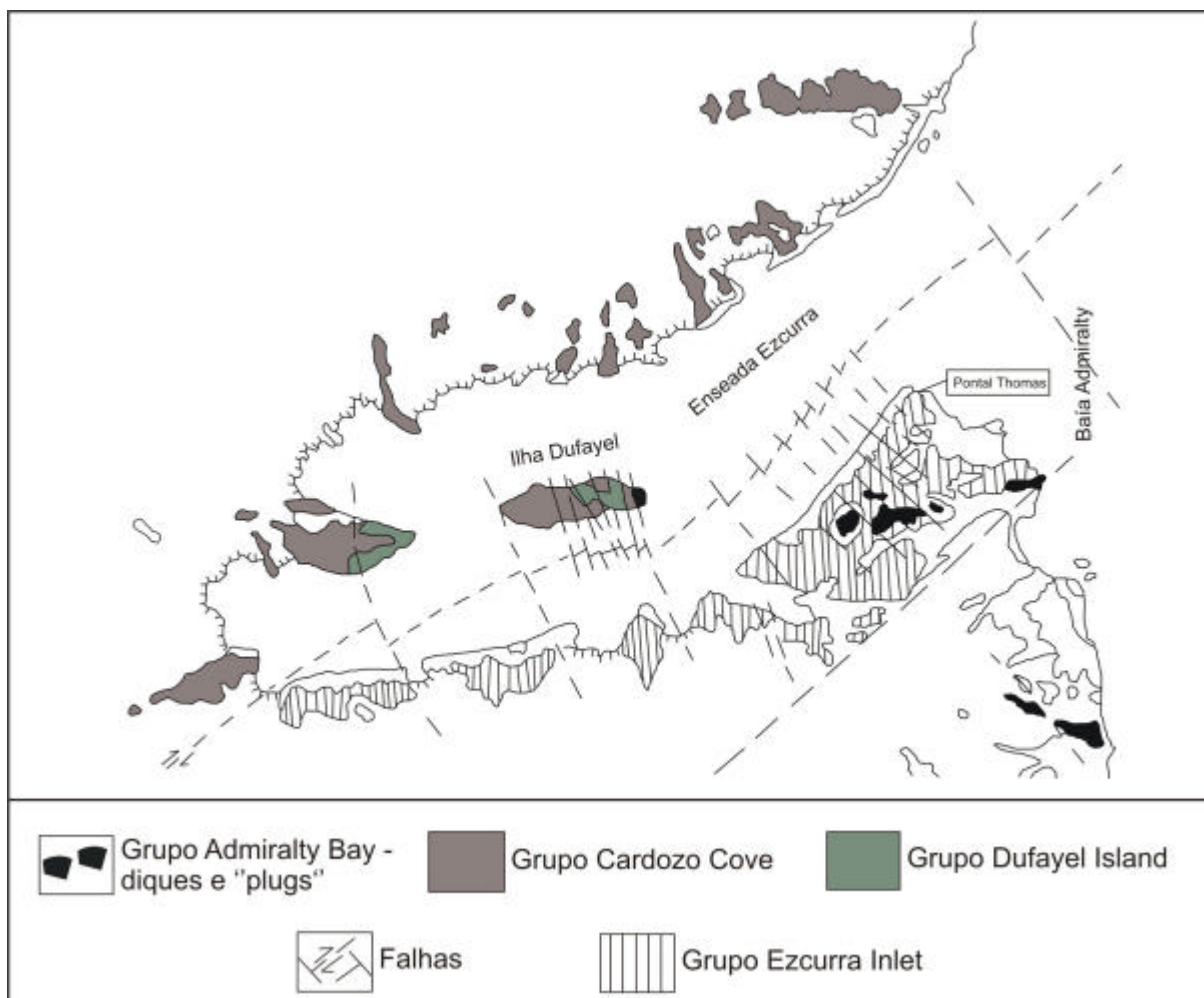 Enseada Ezcurra
Baía Admiralty
Pontal Thomas
Ilha Dufayel
Grupo Admiralty Bay -
diques e "plugs"
Grupo Cardozo Cove
Grupo Dufayel Island
Falhas
Grupo Ezcurra Inlet